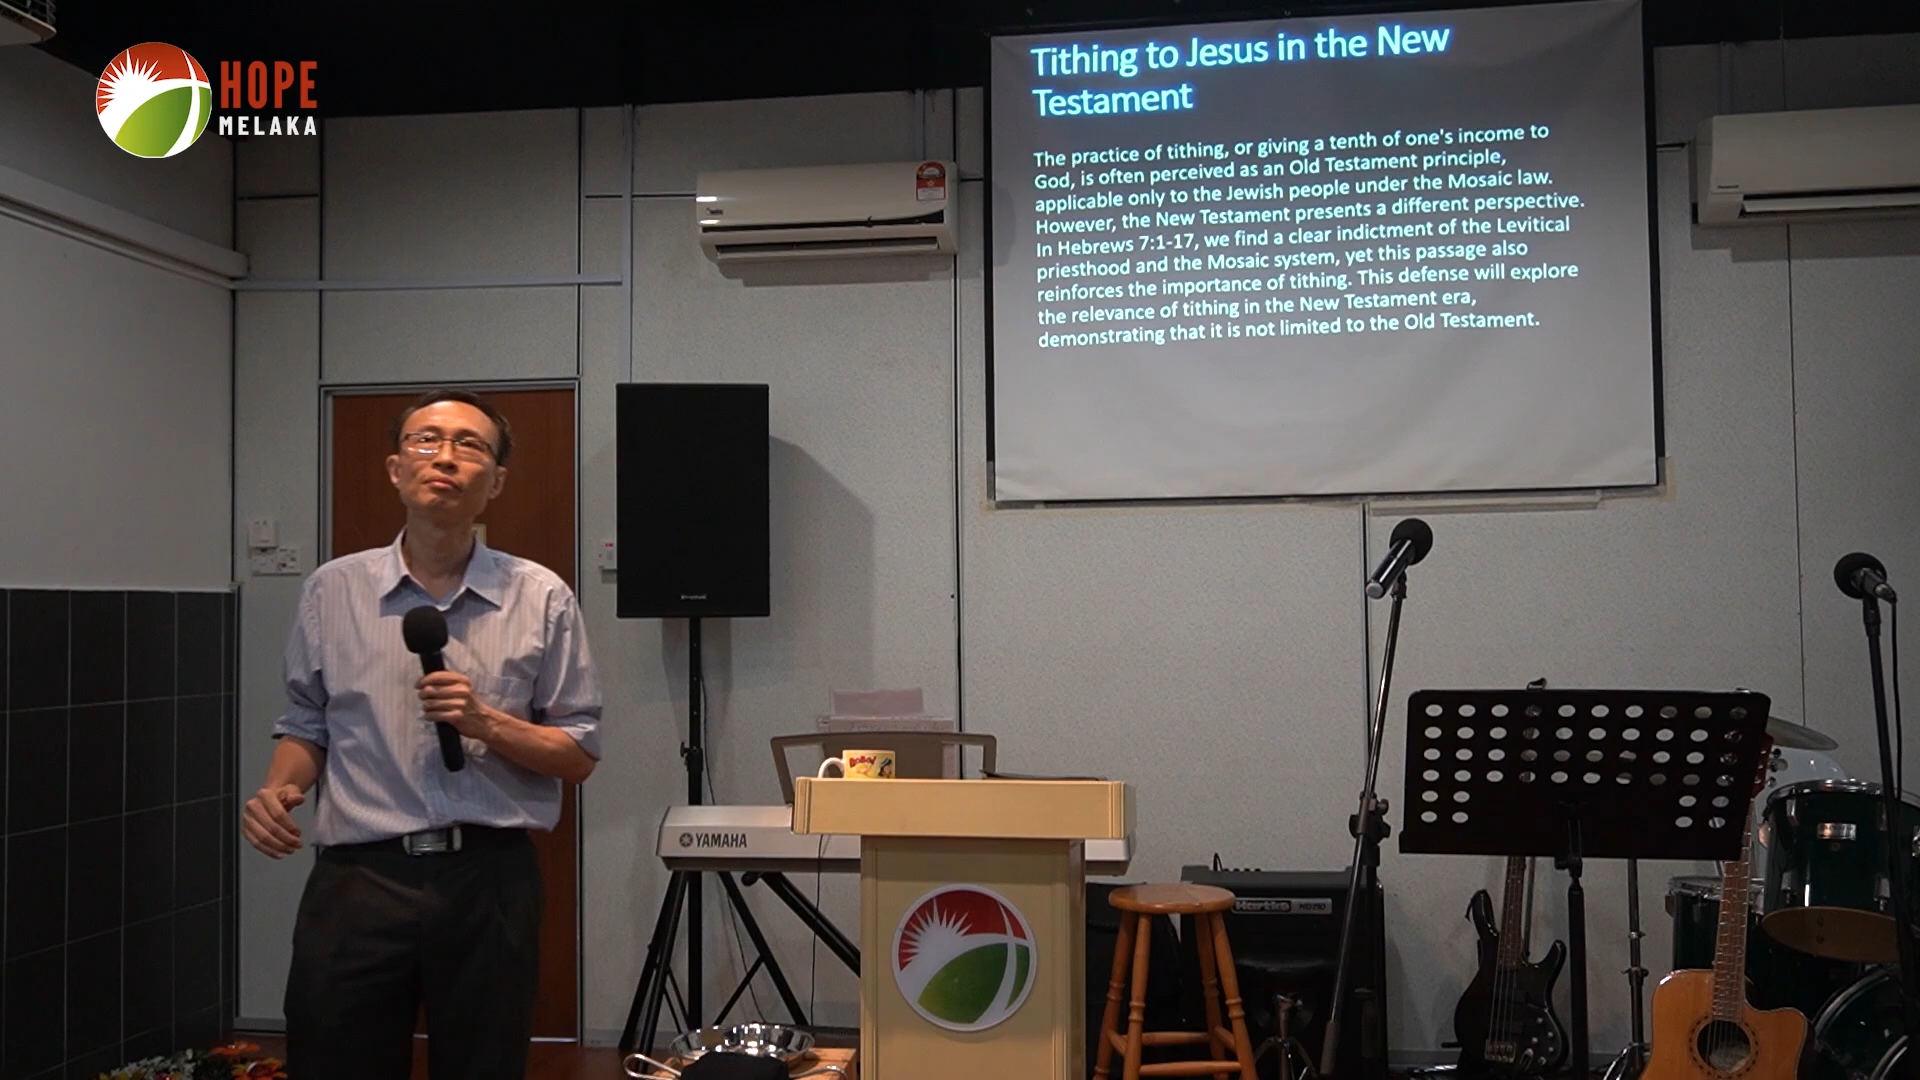 HOPE
MELAKA
Tithing to Jesus in the New
Testament
The practice of tithing, or giving a tenth of one's income to
God, is often perceived as an Old Testament principle,
applicable only to the Jewish people under the Mosaic law.
However, the New Testament presents a different perspective.
In Hebrews 7:1-17, we find a clear indictment of the Levitical
priesthood and the Mosaic system, yet this passage also
reinforces the importance of tithing. This defense will explore
the relevance of tithing in the New Testament era,
demonstrating that it is not limited to the Old Testament.
YAMAHA
Hartke